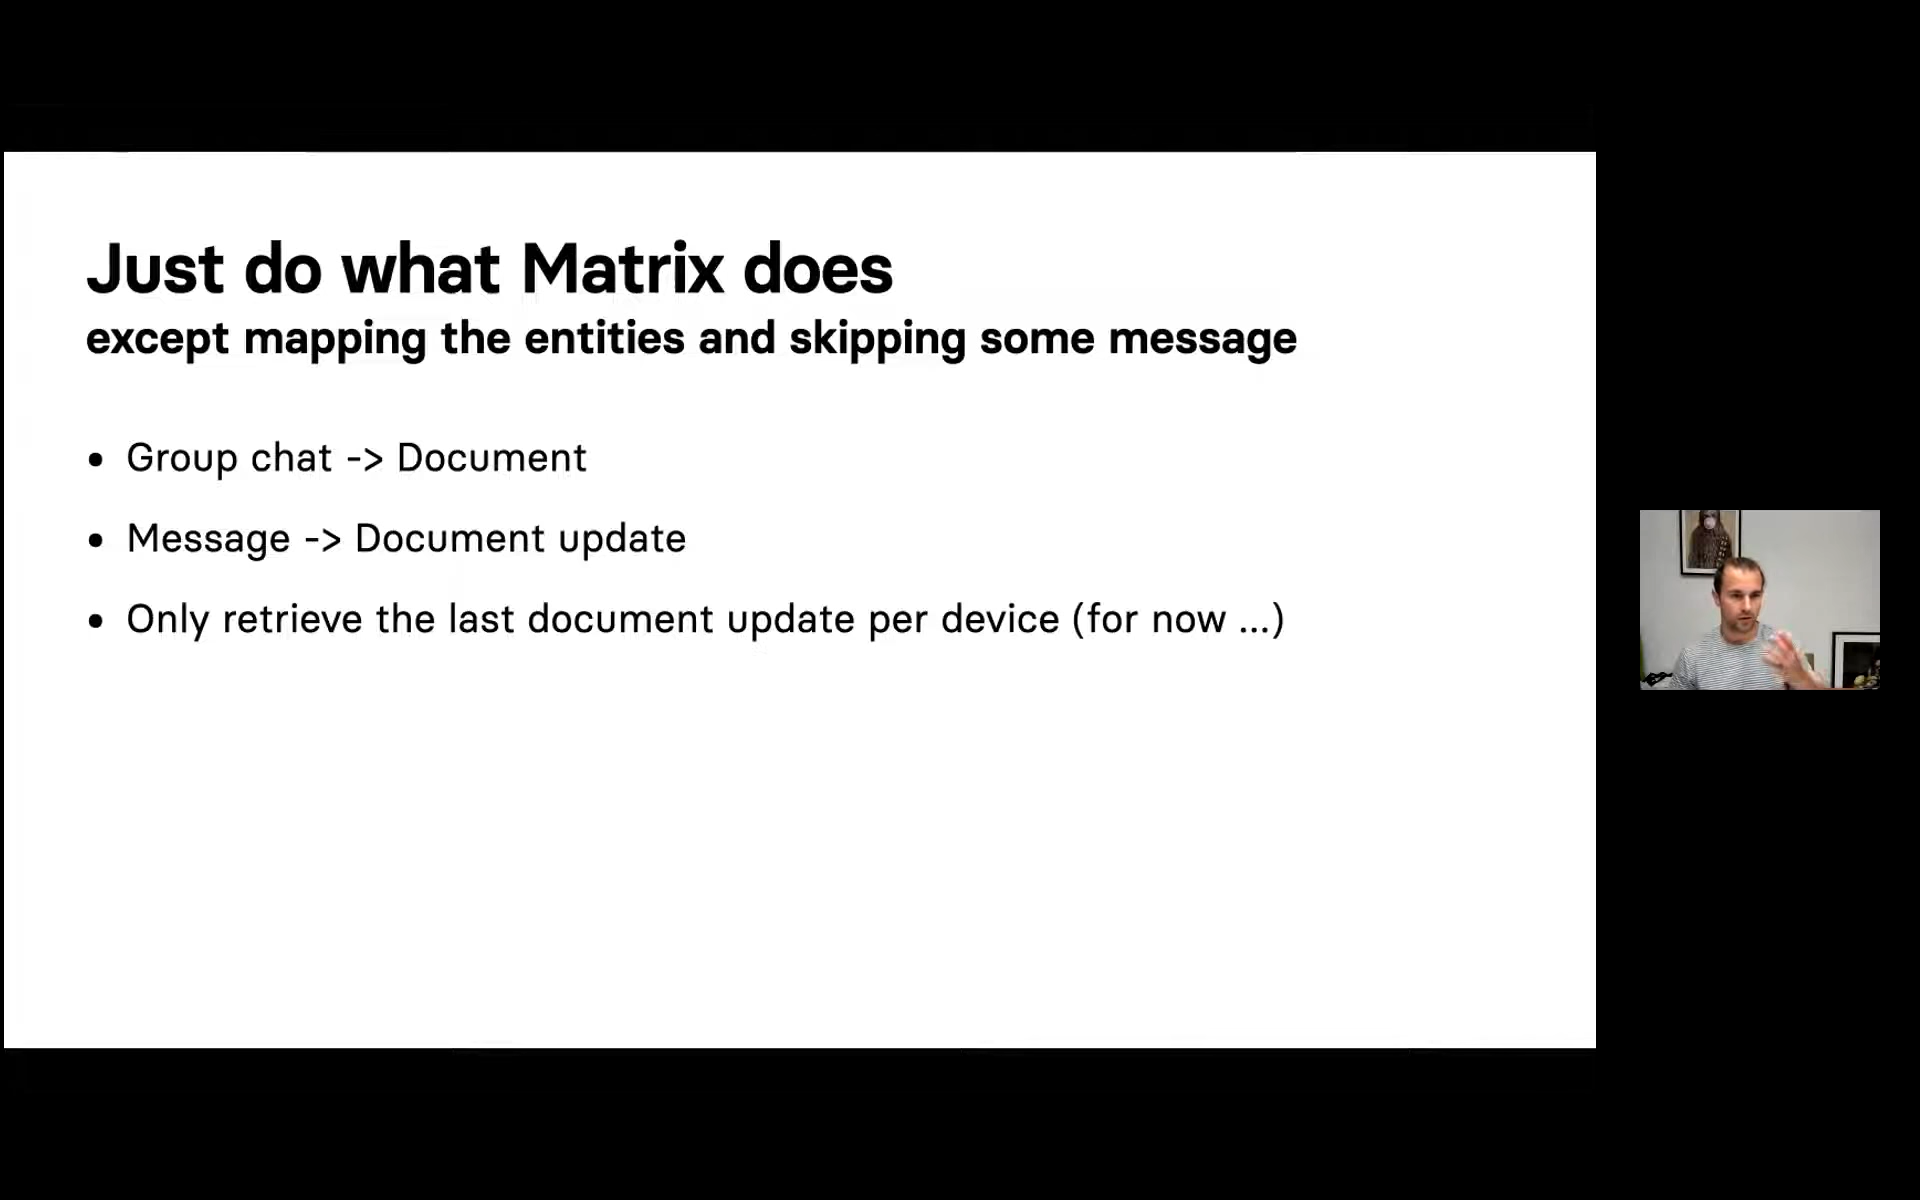 Just do what Matrix does
except mapping the entities and skipping some message
• Group chat -> Document
• Message -> Document update
• Only retrieve the last document update per device (for now ...)